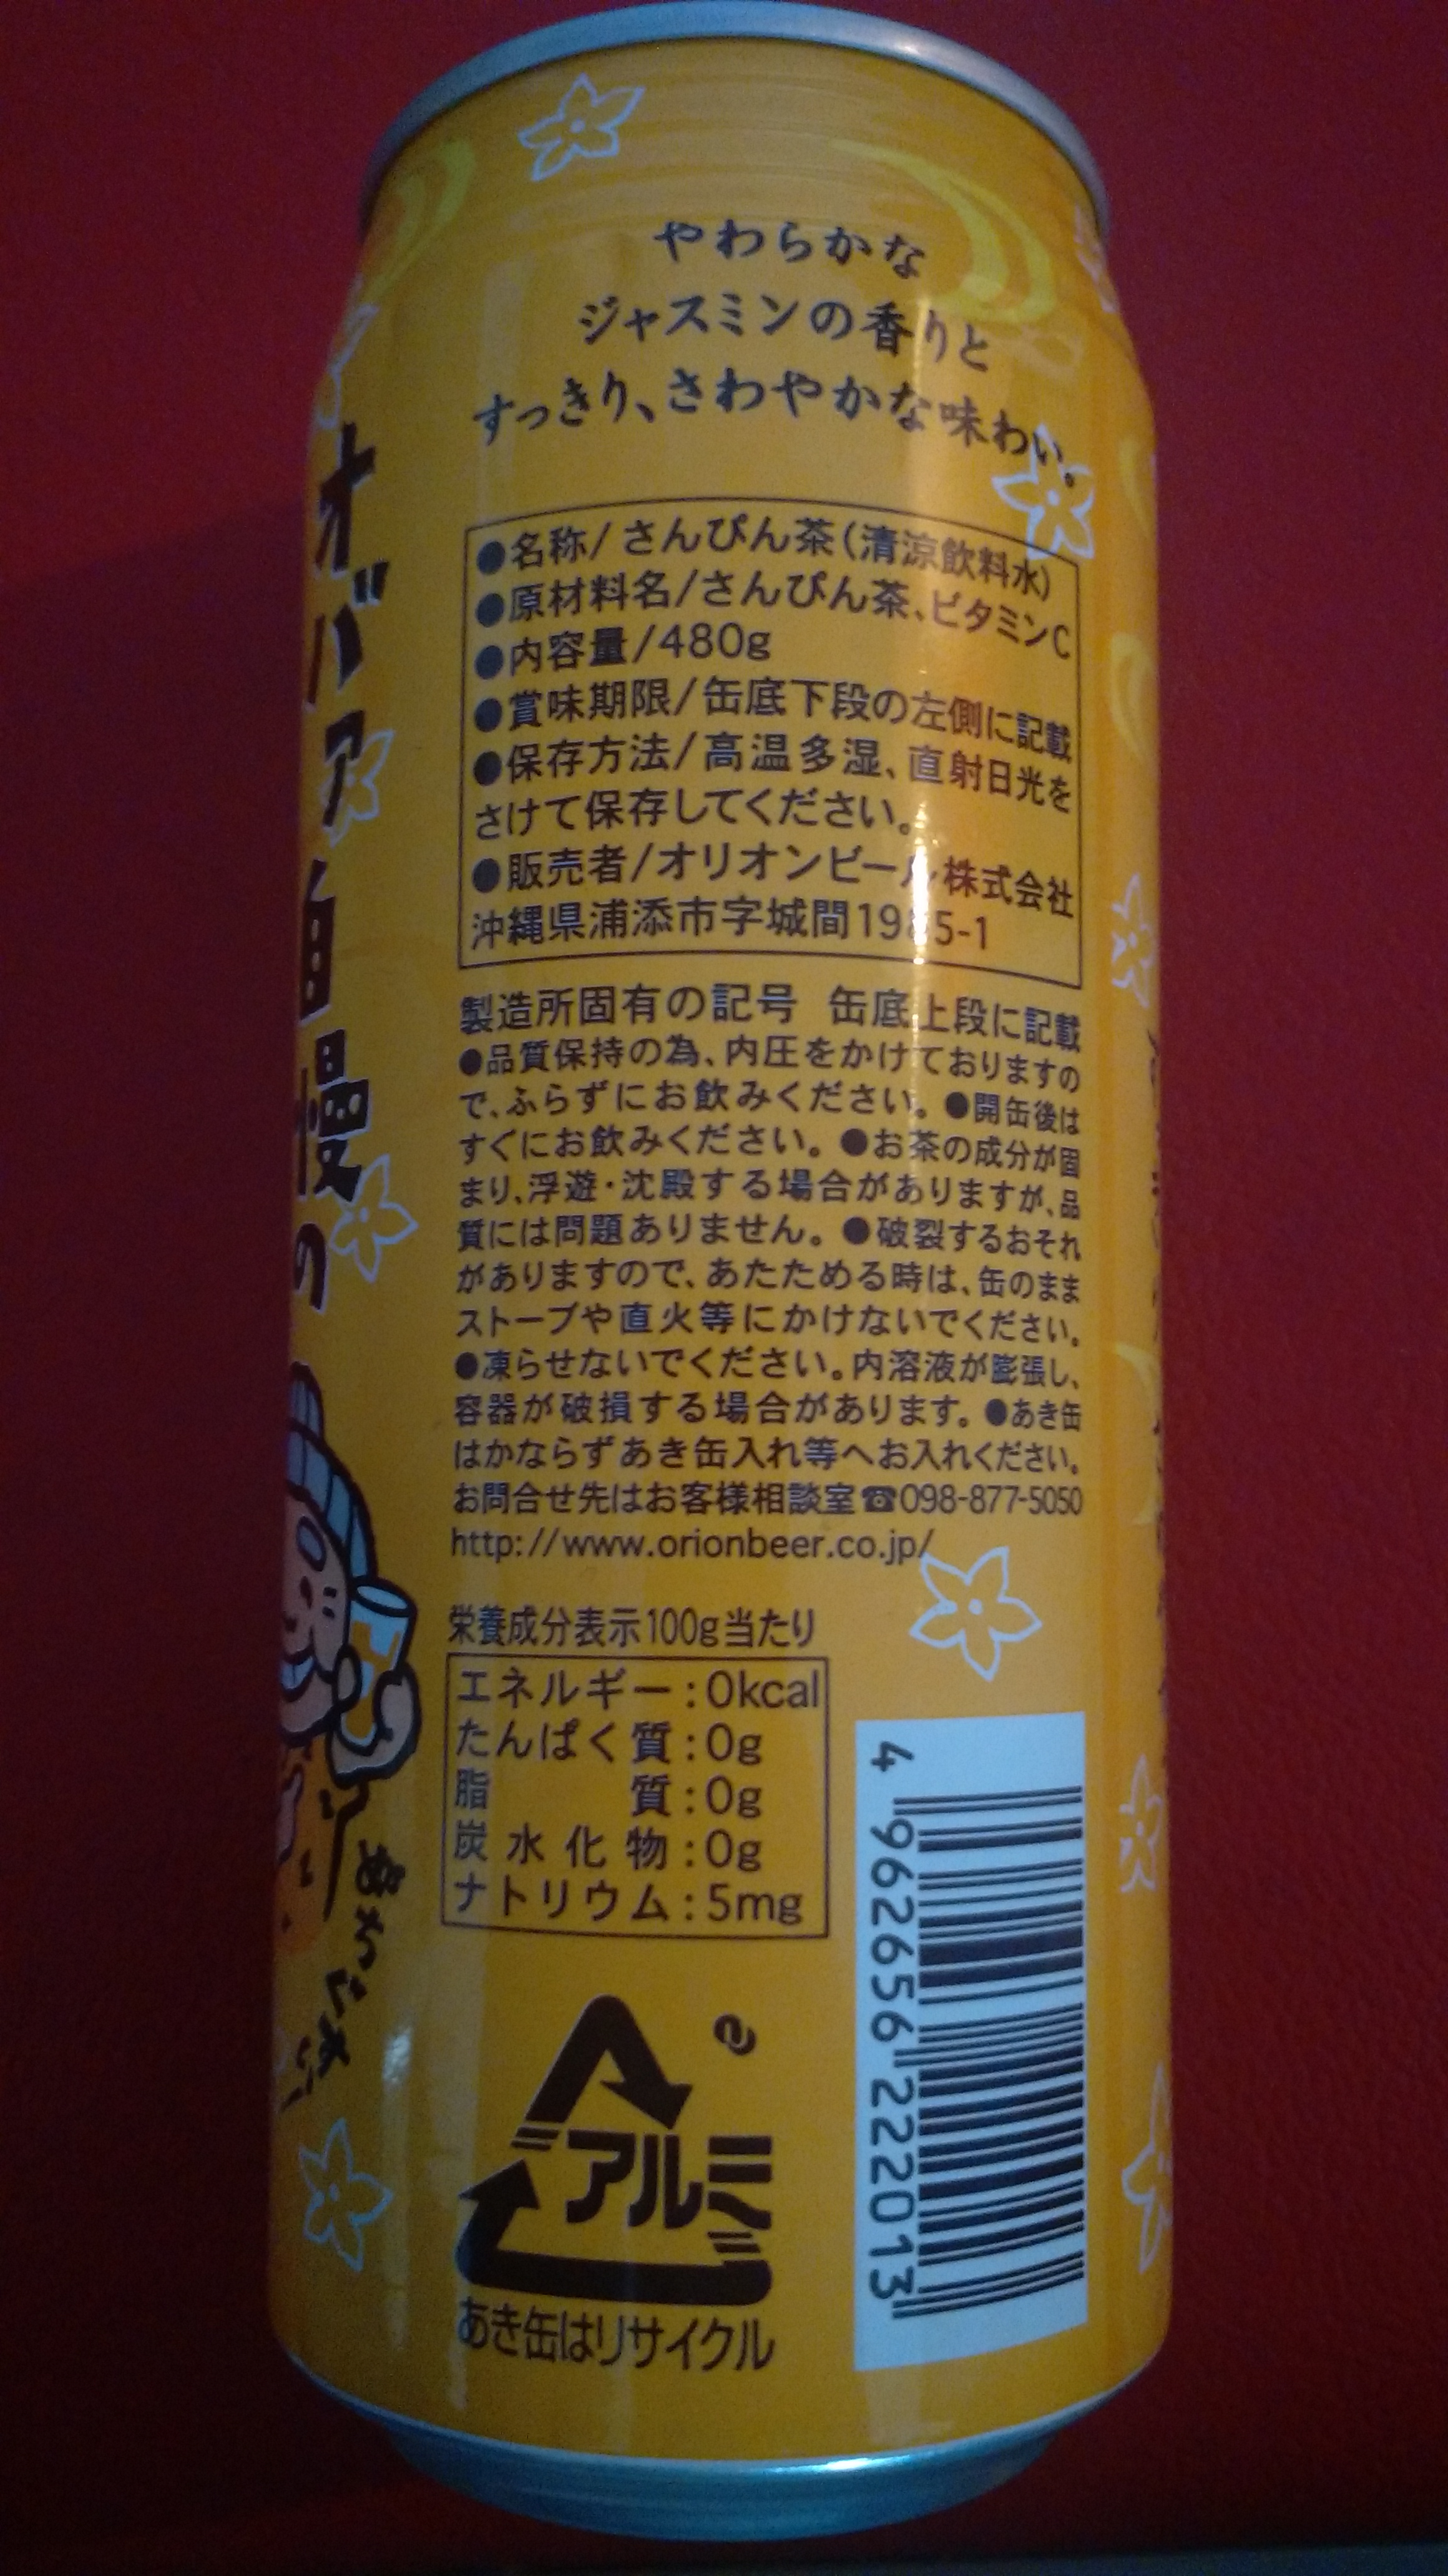 やわらかな
ジャスミンの香りと
すっきり、さわやかな味わい。
オバァ自慢の
●名称/さんぴん茶(清涼飲料水)
●原材料名/さんぴん茶、ビタミンC
●内容量/480g
●賞味期限/缶底下段の左側に記載
●保存方法/高温多湿、直射日光を
さけて保存してください。
●販売者/オリオンビール株式会社
沖縄県浦添市字城間1985-1
製造所固有の記号 缶底上段に記載
●品質保持の為、内圧をかけておりますの
で、ふらずにお飲みください。●開缶後は
すぐにお飲みください。●お茶の成分が固
まり、浮遊・沈殿する場合がありますが、品
質には問題ありません。●破裂するおそれ
がありますので、あたためる時は、缶のまま
ストーブや直火等にかけないでください。
●凍らせないでください。内溶液が膨張し、
容器が破損する場合があります。●あき缶
はかならずあき缶入れ等へお入れください。
お問合せ先はお客様相談室☎098-877-5050
http://www.orionbeer.co.jp/
栄養成分表示100g当たり
エネルギー:0kcal
たんぱく質:0g
脂質:0g
炭水化物:0g
ナトリウム:5mg
アルミ
あき缶はリサイクル
4 962656 222013